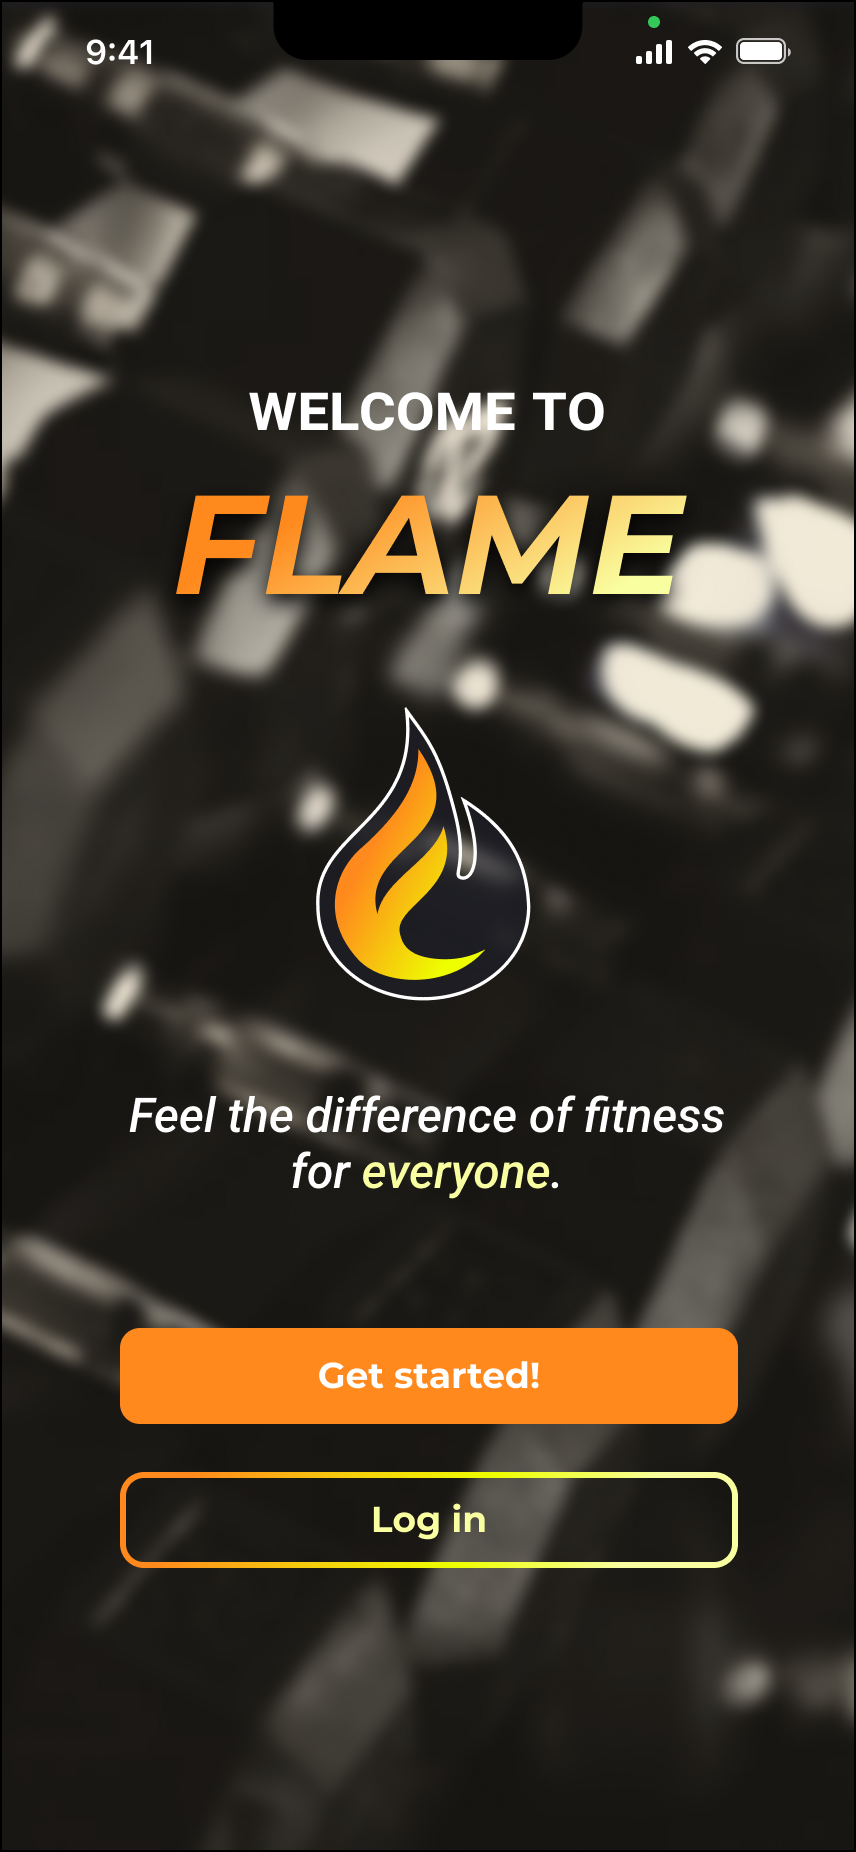 9:41
WELCOME TO
FLAME
Feel the difference of fitness
for everyone.
Get started!
Log in